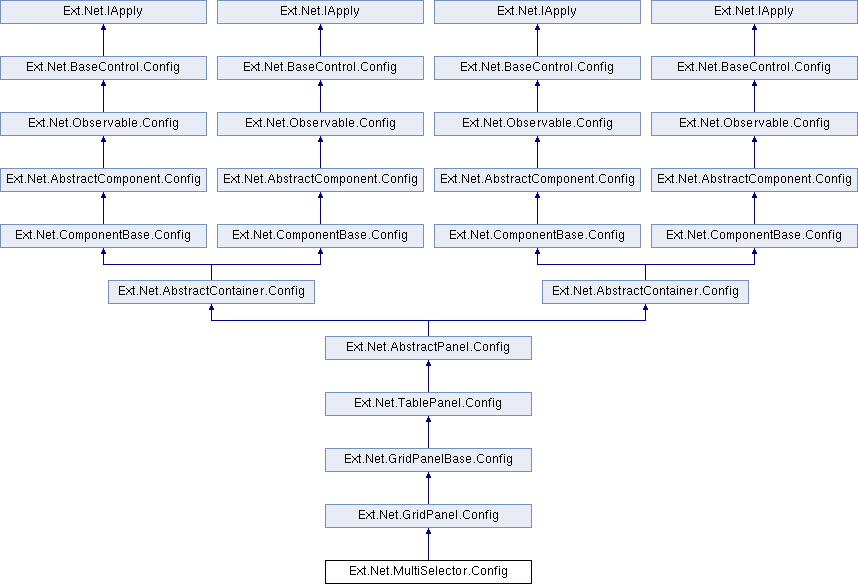 Ext.Net.IApply
Ext.Net.IApply
Ext.Net.IApply
Ext.Net.IApply
Ext.Net.BaseControl.Config
Ext.Net.BaseControl.Config
Ext.Net.BaseControl.Config
Ext.Net.BaseControl.Config
Ext.Net.Observable.Config
Ext.Net.Observable.Config
Ext.Net.Observable.Config
Ext.Net.Observable.Config
Ext.Net.AbstractComponent.Config
Ext.Net.AbstractComponent.Config
Ext.Net.AbstractComponent.Config
Ext.Net.AbstractComponent.Config
Ext.Net.ComponentBase.Config
Ext.Net.ComponentBase.Config
Ext.Net.ComponentBase.Config
Ext.Net.ComponentBase.Config
Ext.Net.AbstractContainer.Config
Ext.Net.AbstractContainer.Config
Ext.Net.AbstractPanel.Config
Ext.Net.TablePanel.Config
Ext.Net.GridPanelBase.Config
Ext.Net.GridPanel.Config
Ext.Net.MultiSelector.Config